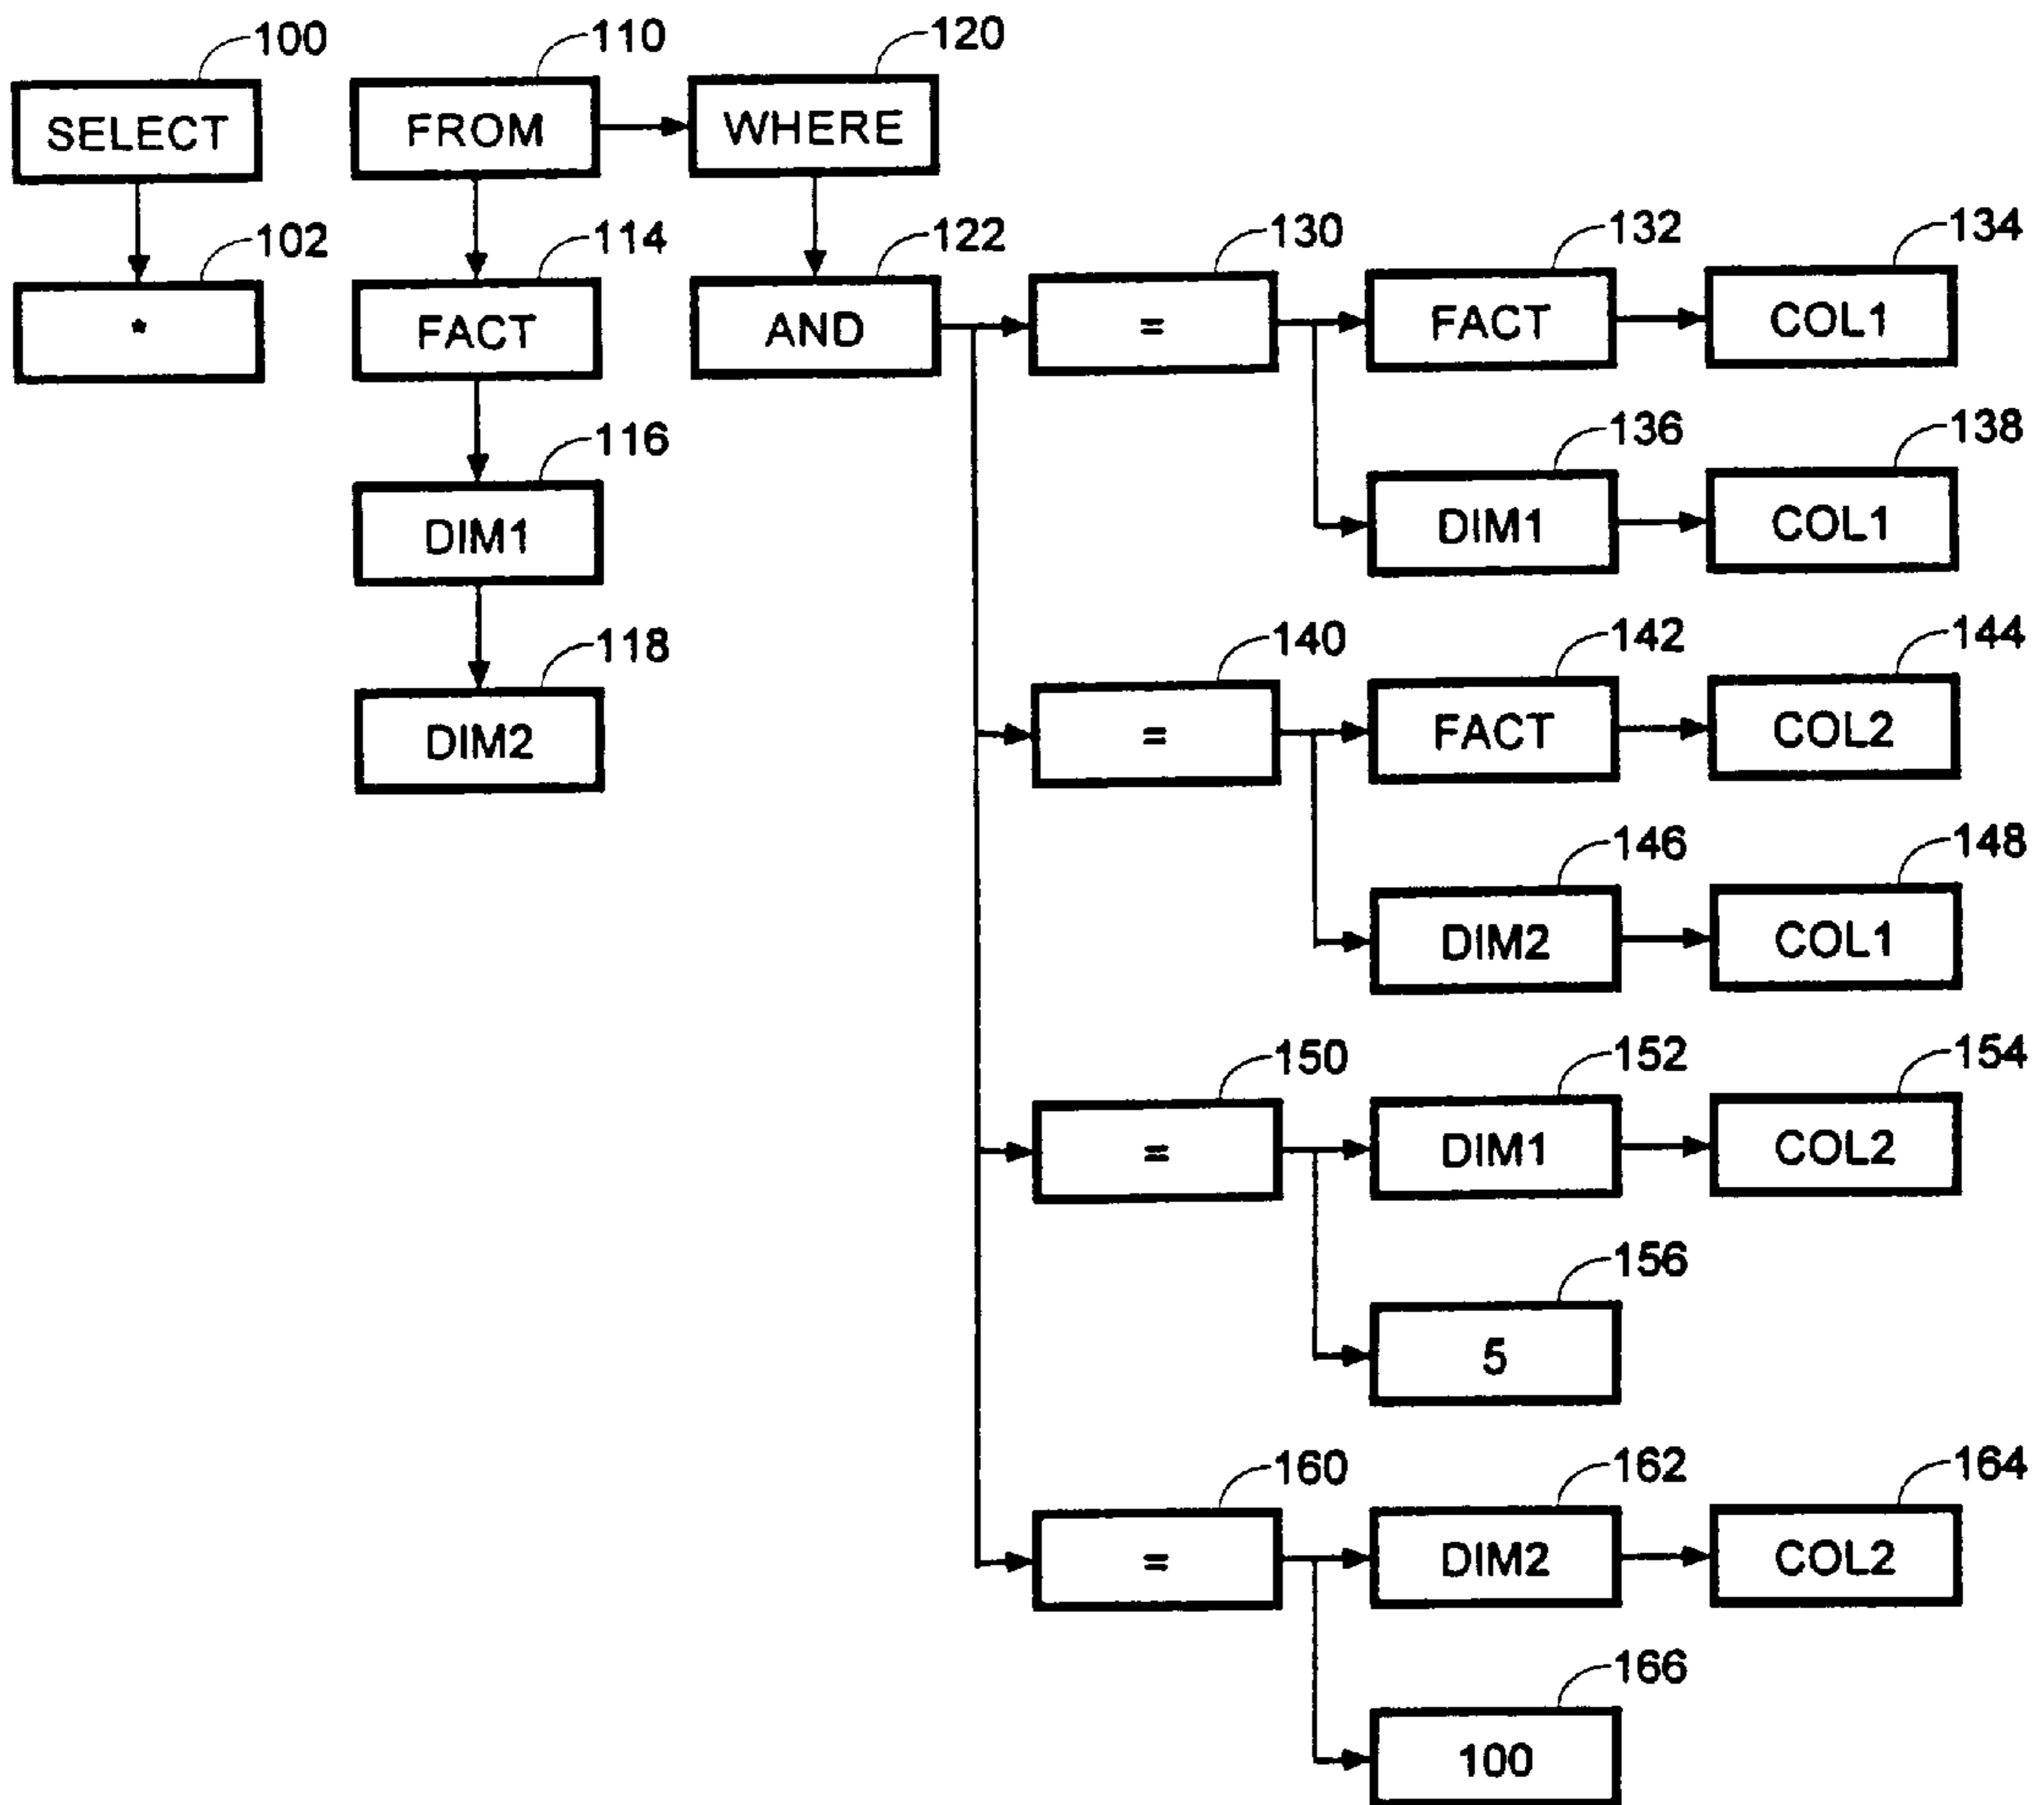 100 110 120
SELECT FROM WHERE
102 114 122 130 132 134
* FACT AND = FACT COL1
116 136 138
DIM1 DIM1 COL1
118 140 142 144
DIM2 = FACT COL2
146 148
DIM2 COL1
150 152 154
= DIM1 COL2
156
5
160 162 164
= DIM2 COL2
166
100